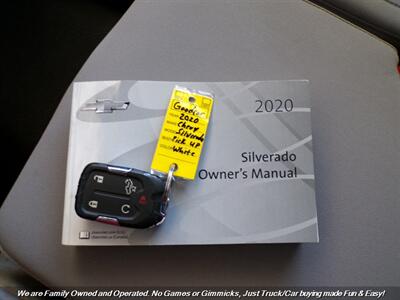 2020
Silverado
Owner's Manual
2020
Chevy
Silverado
Pick UP
White
We are Family Owned and Operated. No Games or Gimmicks, Just Truck/Car buying made Fun & Easy!